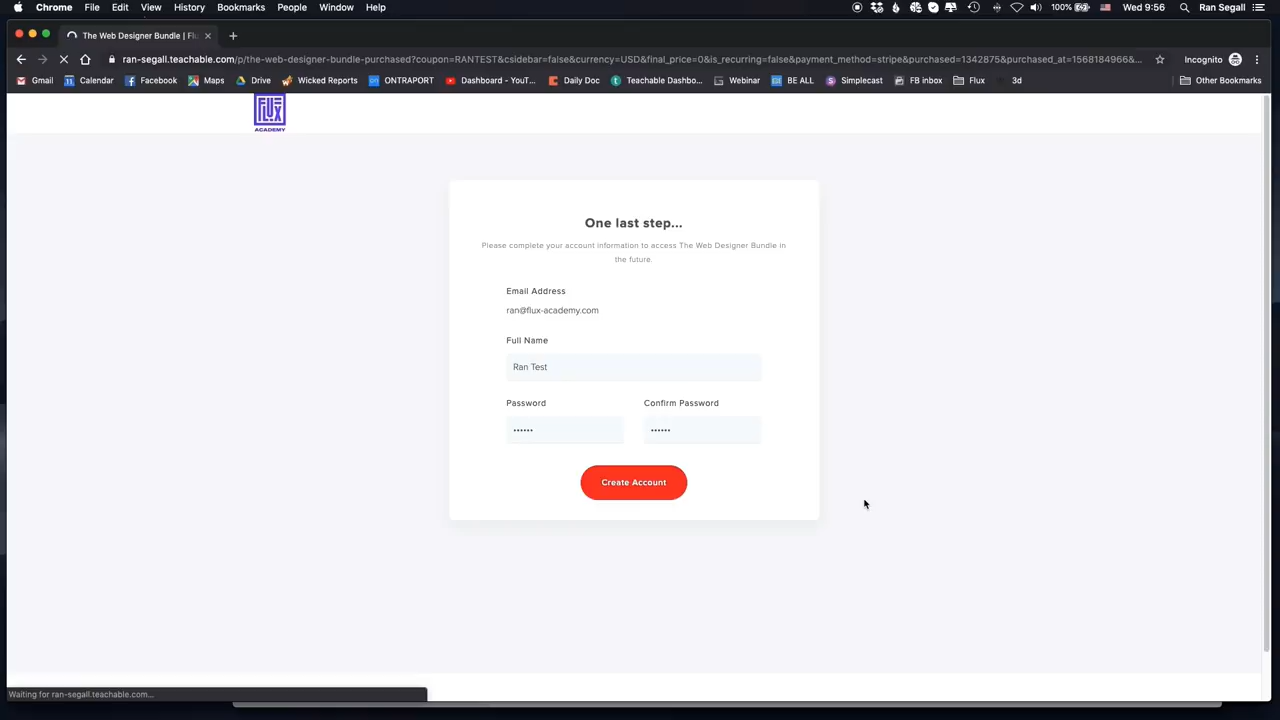 Chrome File Edit View History Bookmarks People Window Help 100% Wed 9:56 Ran Segall
The Web Designer Bundle | Flu
ran-segall.teachable.com/p/the-web-designer-bundle-purchased?coupon=RANTEST&csidebar=false&currency=USD&final_price=0&is_recurring=false&payment_method=stripe&purchased=1342875&purchased_at=1568184966&... Incognito
Gmail Calendar Facebook Maps Drive Wicked Reports ONTRAPORT Dashboard - YouT... Daily Doc Teachable Dashbo... Webinar BE ALL Simplecast FB inbox Flux 3d Other Bookmarks
FLUX
ACADEMY
One last step...
Please complete your account information to access The Web Designer Bundle in
the future.
Email Address
ran@flux-academy.com
Full Name
Ran Test
Password Confirm Password
•••••• ••••••
Create Account
Waiting for ran-segall.teachable.com...